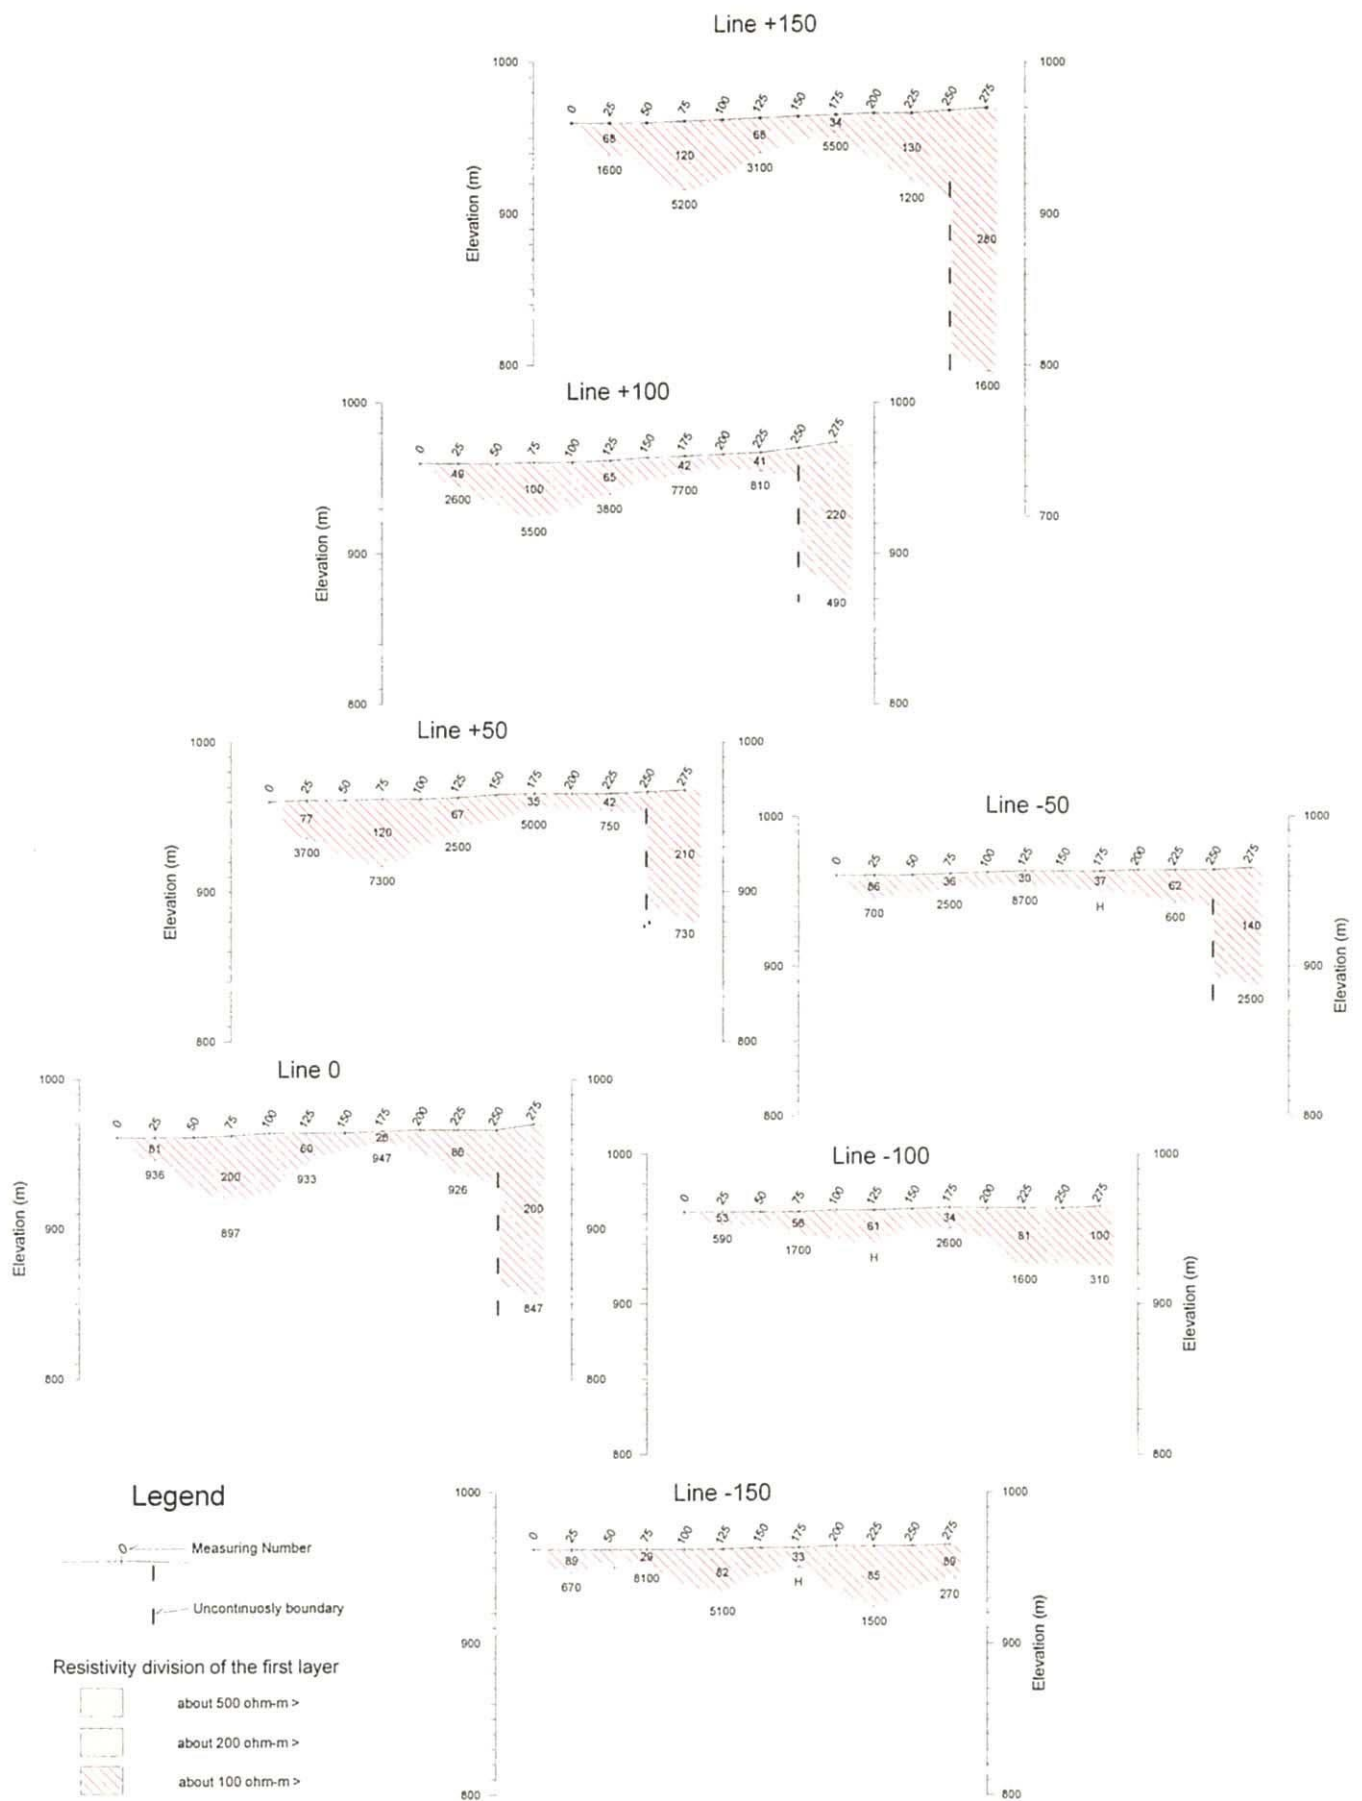 Line +150
1000 1000
0 25 50 75 100 125 150 175 200 225 250 275
68 120 68 34 130
1600 5200 3100 5500 1200
Elevation (m)
900 900
280
800 800
1600
700
Line +100
1000 1000
0 25 50 75 100 125 150 175 200 225 250 275
49 100 65 42 41
2600 5500 3800 7700 810
220
Elevation (m)
900 900
490
800 800
Line +50
1000 1000
0 25 50 75 100 125 150 175 200 225 250 275
77 120 67 35 42
3700 7300 2500 5000 750
210
Elevation (m)
900 900
730
800 800
Line -50
1000 1000
0 25 50 75 100 125 150 175 200 225 250 275
86 36 30 37 62
700 2500 8700 H 600
140
900 900
Elevation (m)
2500
800 800
Line 0
1000 1000
0 25 50 75 100 125 150 175 200 225 250 275
81 200 60 28 80
936 897 933 947 926
200
Elevation (m)
900 900
847
800 800
Line -100
1000 1000
0 25 50 75 100 125 150 175 200 225 250 275
53 56 61 34 81 100
590 1700 H 2600 1600 310
900 900
Elevation (m)
800 800
Line -150
1000 1000
0 25 50 75 100 125 150 175 200 225 250 275
89 29 82 33 85 89
670 8100 5100 H 1500 270
900 900
Elevation (m)
800 800
Legend
0
Measuring Number
Uncontinuosly boundary
Resistivity division of the first layer
about 500 ohm-m >
about 200 ohm-m >
about 100 ohm-m >